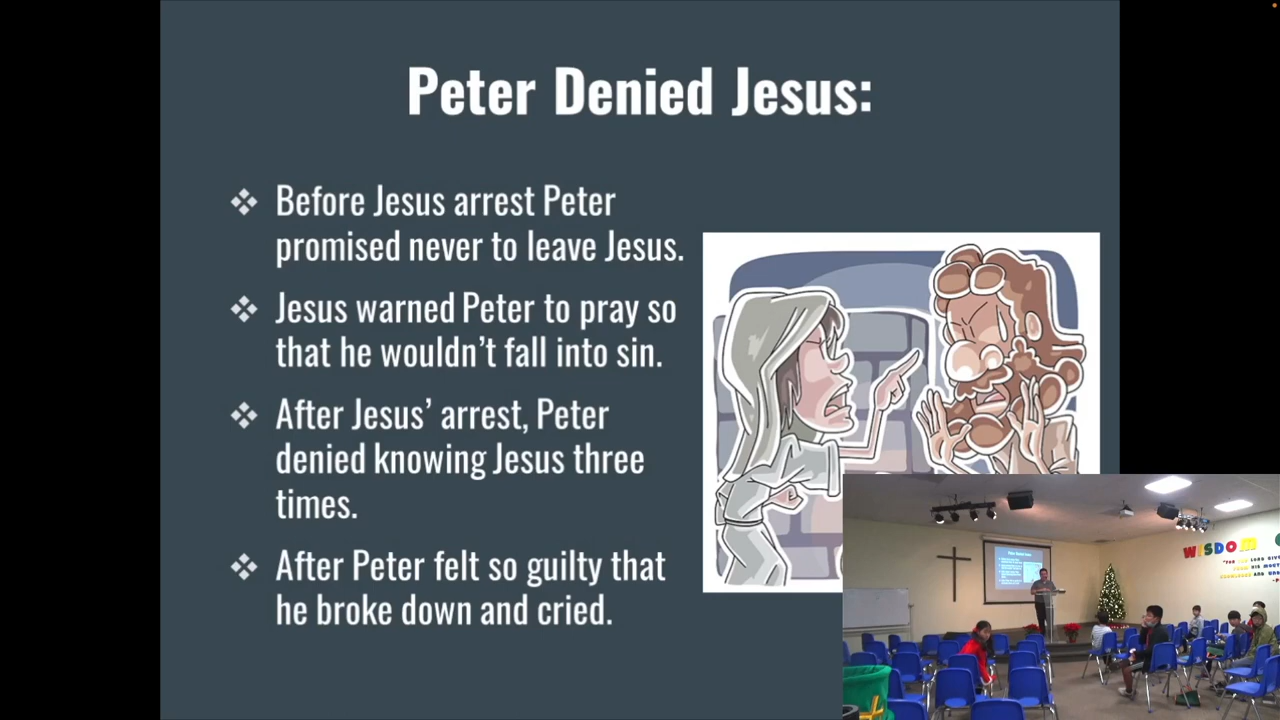 Peter Denied Jesus:
❖ Before Jesus arrest Peter
promised never to leave Jesus.
❖ Jesus warned Peter to pray so
that he wouldn't fall into sin.
❖ After Jesus' arrest, Peter
denied knowing Jesus three
times.
❖ After Peter felt so guilty that
he broke down and cried.
WISDOM